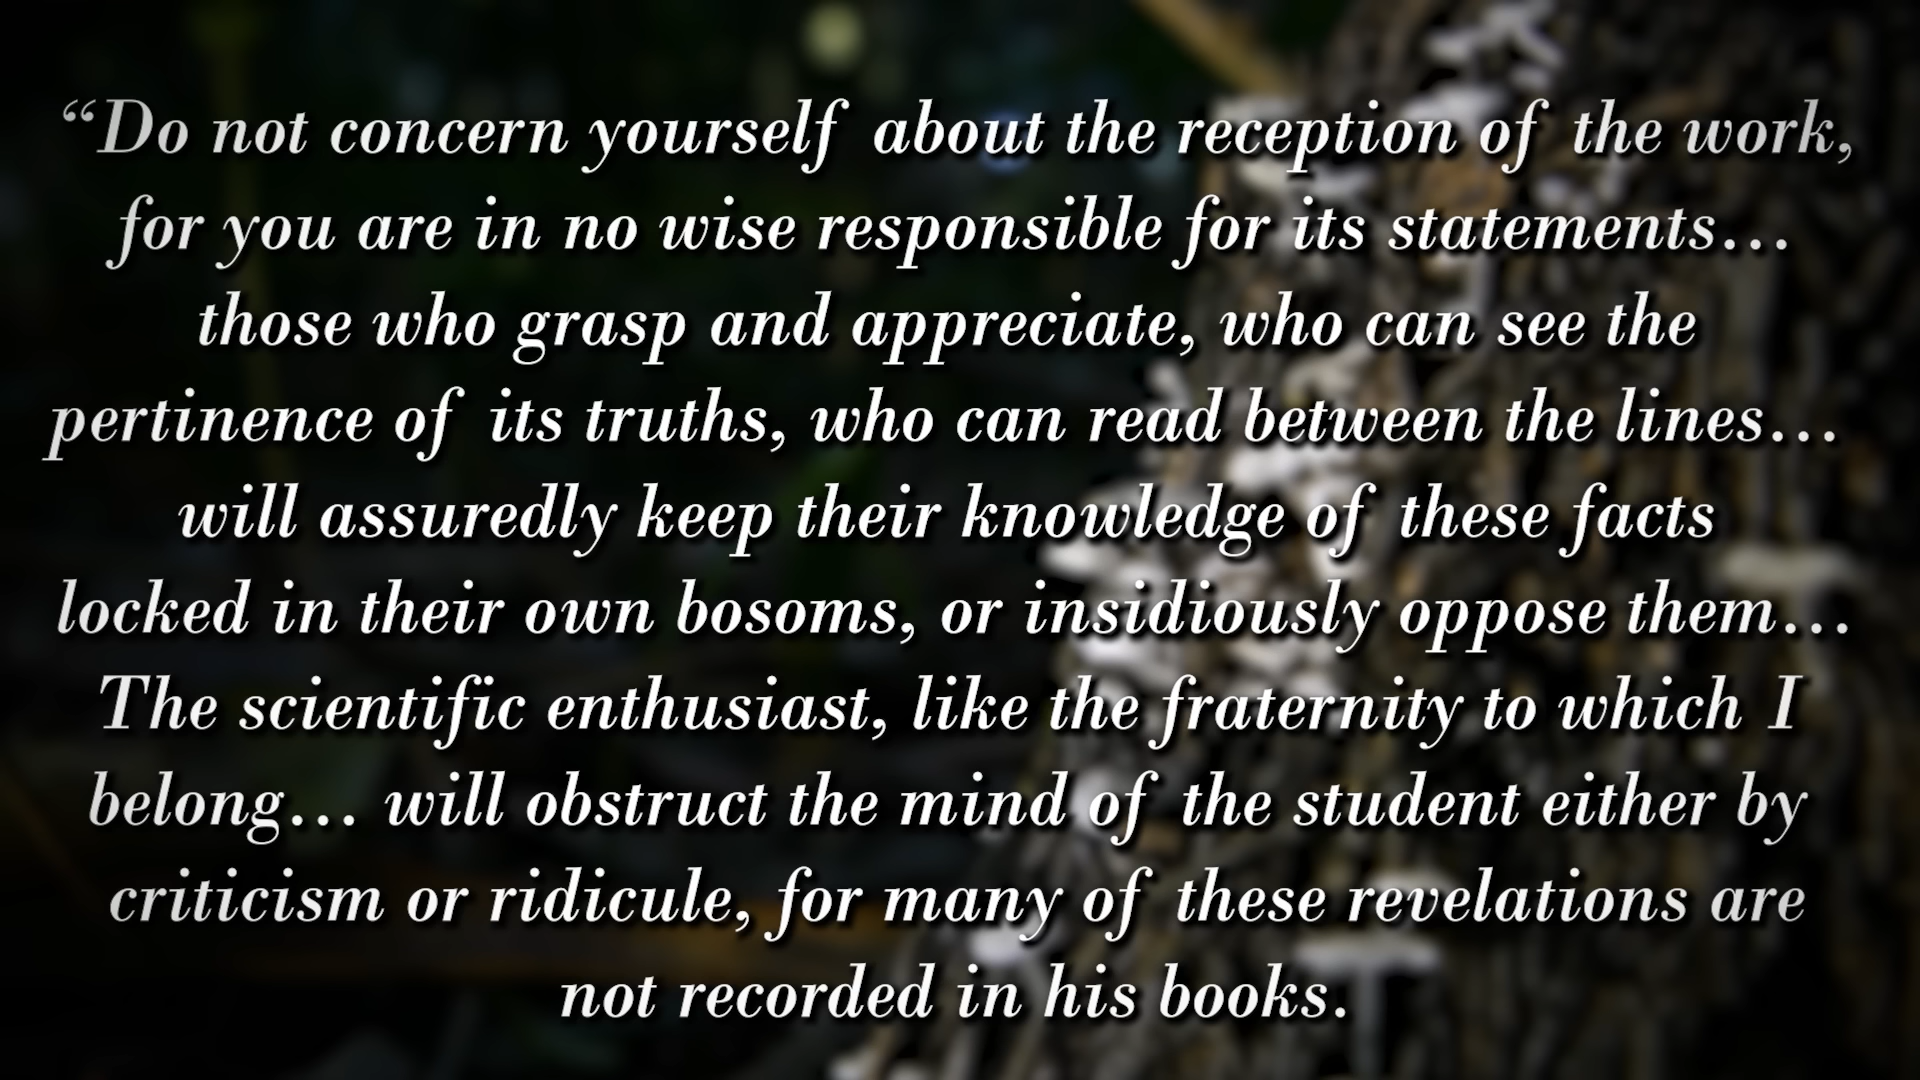 “Do not concern yourself about the reception of the work,
for you are in no wise responsible for its statements…
those who grasp and appreciate, who can see the
pertinence of its truths, who can read between the lines…
will assuredly keep their knowledge of these facts
locked in their own bosoms, or insidiously oppose them…
The scientific enthusiast, like the fraternity to which I
belong… will obstruct the mind of the student either by
criticism or ridicule, for many of these revelations are
not recorded in his books.